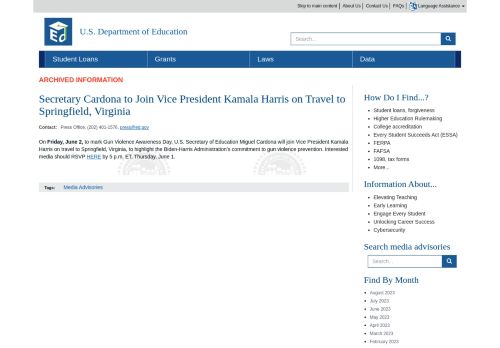 Skip to main content | About Us | Contact Us | FAQs | Language Assistance
U.S. Department of Education
Search...
Student Loans Grants Laws Data
ARCHIVED INFORMATION
Secretary Cardona to Join Vice President Kamala Harris on Travel to
Springfield, Virginia
Contact: Press Office, (202) 401-1576, press@ed.gov
On Friday, June 2, to mark Gun Violence Awareness Day, U.S. Secretary of Education Miguel Cardona will join Vice President Kamala
Harris on travel to Springfield, Virginia, to highlight the Biden-Harris Administration's commitment to gun violence prevention. Interested
media should RSVP HERE by 5 p.m. ET, Thursday, June 1.
Tags: Media Advisories
How Do I Find...?
Student loans, forgiveness
Higher Education Rulemaking
College accreditation
Every Student Succeeds Act (ESSA)
FERPA
FAFSA
1098, tax forms
More...
Information About...
Elevating Teaching
Early Learning
Engage Every Student
Unlocking Career Success
Cybersecurity
Search media advisories
Search...
Find By Month
August 2023
July 2023
June 2023
May 2023
April 2023
March 2023
February 2023